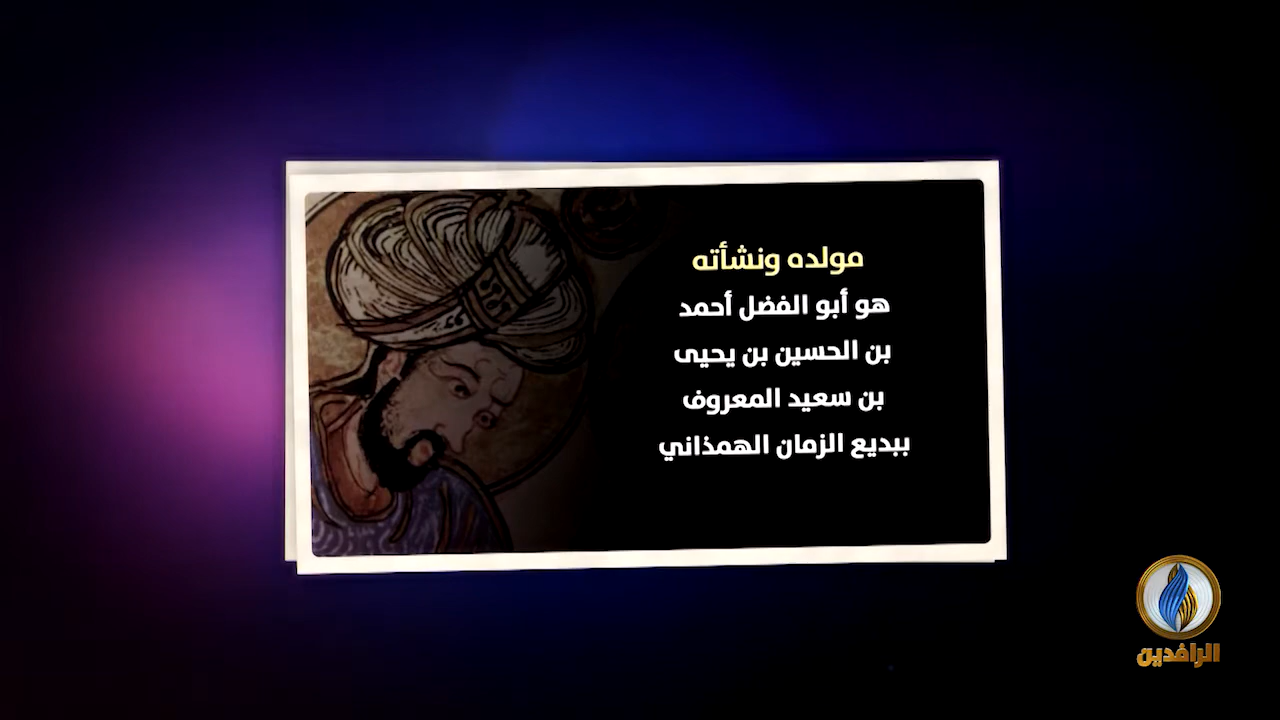 مولده ونشأته
هو أبو الفضل أحمد
بن الحسين بن يحيى
بن سعيد المعروف
ببديع الزمان الهمذاني
الرافدين